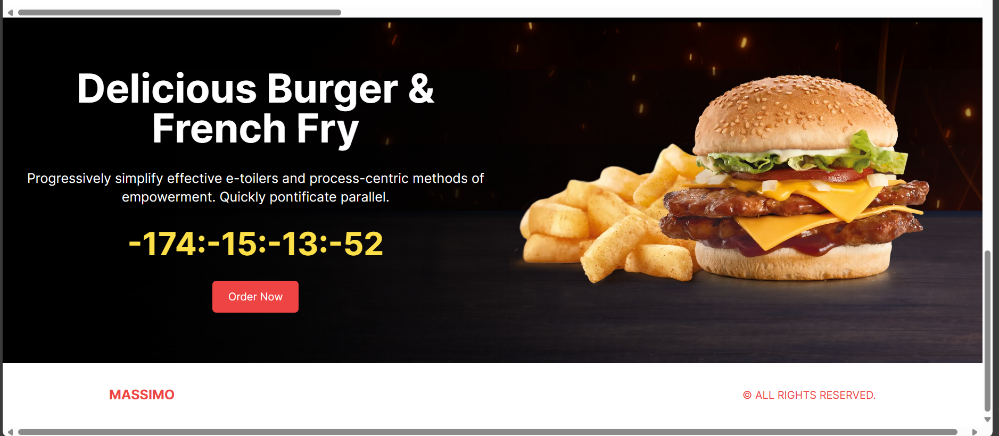 Delicious Burger &
French Fry
Progressively simplify effective e-toilers and process-centric methods of
empowerment. Quickly pontificate parallel.
-174:-15:-13:-52
Order Now
MASSIMO
© ALL RIGHTS RESERVED.